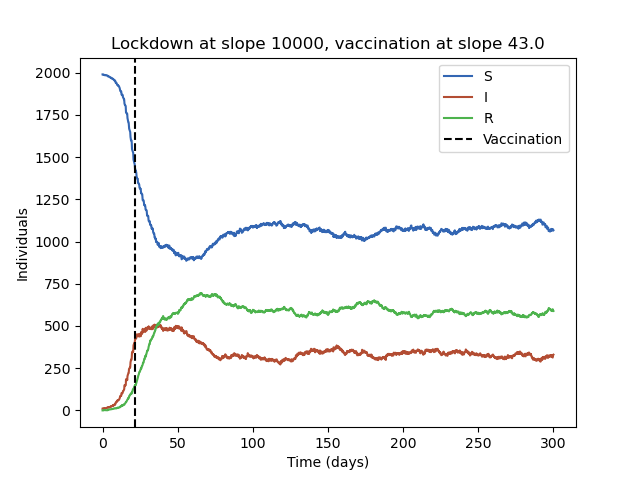 Lockdown at slope 10000, vaccination at slope 43.0
S
I
R
Vaccination
Individuals
2000
1750
1500
1250
1000
750
500
250
0
0 50 100 150 200 250 300
Time (days)